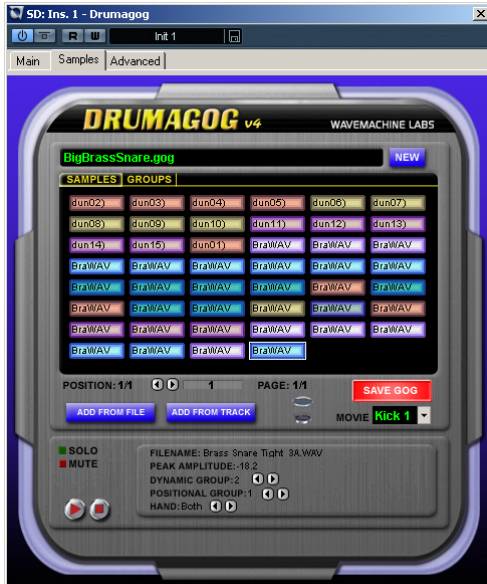 SD: Ins. 1 - Drumagog
R W Init 1
Main Samples Advanced
DRUMAGOG v4 WAVEMACHINE LABS
BigBrassSnare.gog NEW
SAMPLES GROUPS
dun02) dun03) dun04) dun05) dun06) dun07)
dun08) dun09) dun10) dun11) dun12) dun13)
dun14) dun15) dun01) BraWAV BraWAV BraWAV
BraWAV BraWAV BraWAV BraWAV BraWAV BraWAV
BraWAV BraWAV BraWAV BraWAV BraWAV BraWAV
BraWAV BraWAV BraWAV BraWAV BraWAV BraWAV
BraWAV BraWAV BraWAV BraWAV BraWAV BraWAV
BraWAV BraWAV BraWAV BraWAV
POSITION: 1/1 1 PAGE: 1/1
SAVE GOG
ADD FROM FILE ADD FROM TRACK MOVIE Kick 1
SOLO
MUTE
FILENAME: Brass Snare Tight 3A.WAV
PEAK AMPLITUDE:-18.2
DYNAMIC GROUP:2
POSITIONAL GROUP:1
HAND:Both